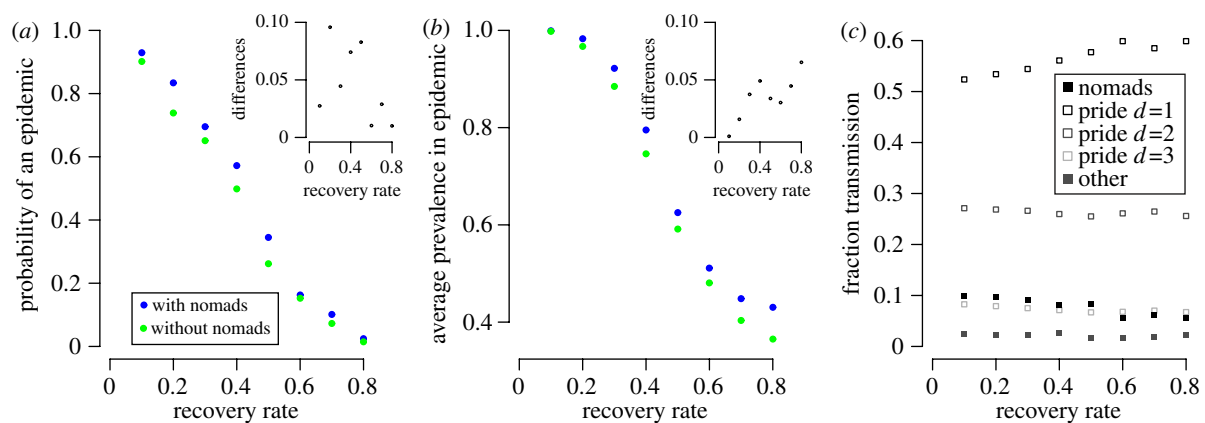 (a)
probability of an epidemic
1.0
0.8
0.6
0.4
0.2
0
0 0.2 0.4 0.6 0.8
recovery rate
with nomads
without nomads
differences
0.10
0.05
0
0 0.4 0.8
recovery rate
(b)
average prevalence in epidemic
1.0
0.8
0.6
0.4
0 0.2 0.4 0.6 0.8
recovery rate
differences
0.10
0.05
0
0 0.4 0.8
recovery rate
(c)
fraction transmission
0.6
0.5
0.4
0.3
0.2
0.1
0
0 0.2 0.4 0.6 0.8
recovery rate
nomads
pride d=1
pride d=2
pride d=3
other